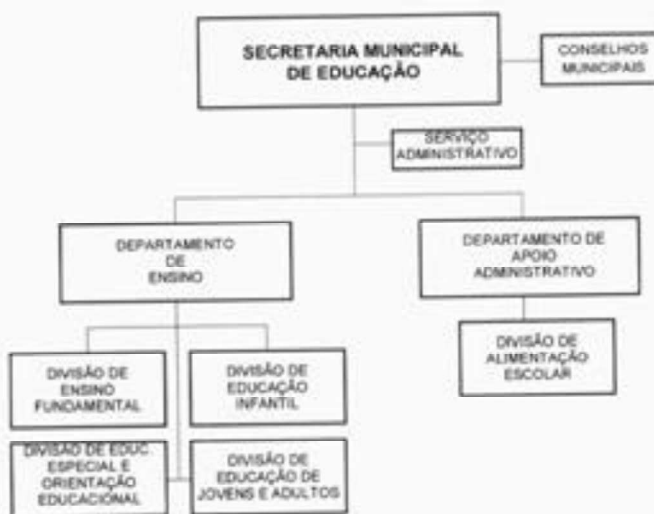 SECRETARIA MUNICIPAL
DE EDUCAÇÃO
CONSELHOS
MUNICIPAIS
SERVIÇO
ADMINISTRATIVO
DEPARTAMENTO
DE
ENSINO
DEPARTAMENTO DE
APOIO
ADMINISTRATIVO
DIVISÃO DE
ENSINO
FUNDAMENTAL
DIVISÃO DE
EDUCAÇÃO
INFANTIL
DIVISÃO DE
ALIMENTAÇÃO
ESCOLAR
DIVISÃO DE EDUC.
ESPECIAL E
ORIENTAÇÃO
EDUCACIONAL
DIVISÃO DE
EDUCAÇÃO DE
JOVENS E ADULTOS